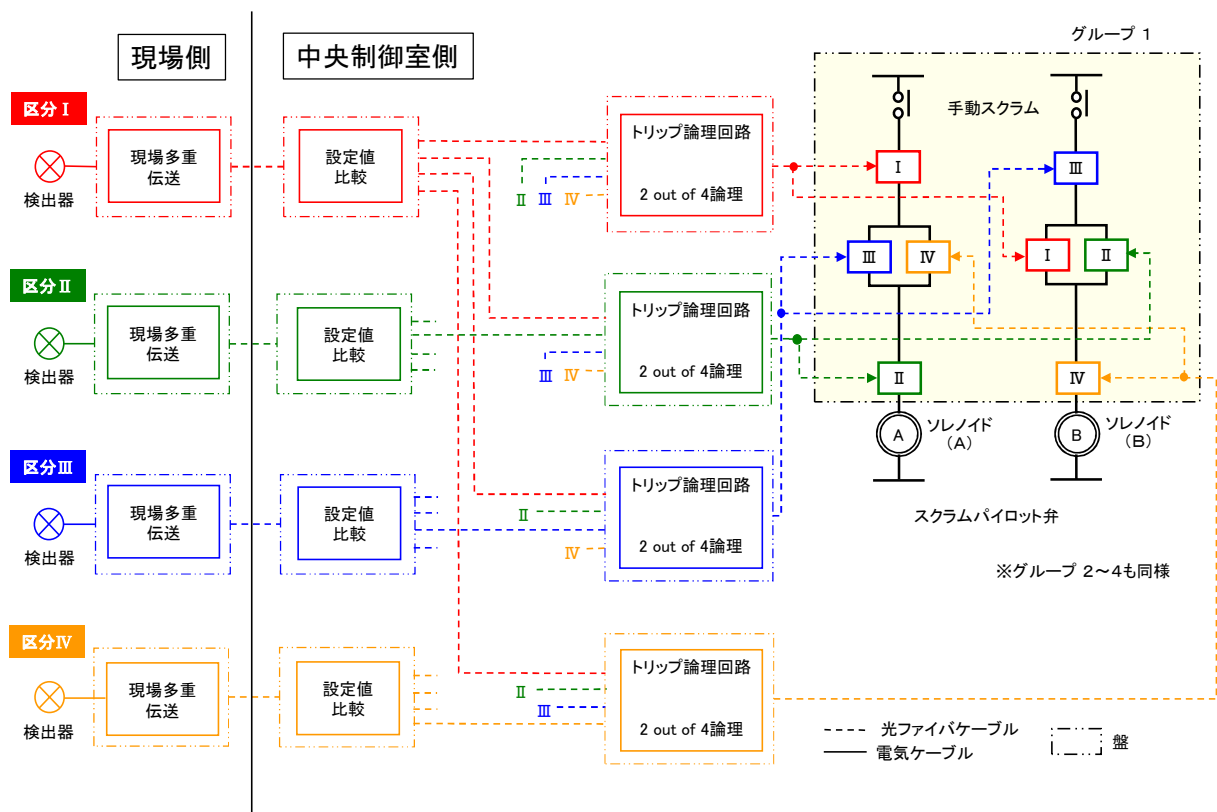 現場側
中央制御室側
グループ 1
区分Ⅰ
検出器
現場多重
伝送
設定値
比較
トリップ論理回路
2 out of 4論理
Ⅱ
Ⅲ
Ⅳ
手動スクラム
Ⅰ
Ⅲ
Ⅲ
Ⅳ
Ⅰ
Ⅱ
Ⅱ
Ⅳ
A
ソレノイド
(A)
B
ソレノイド
(B)
スクラムパイロット弁
※グループ 2~4も同様
区分Ⅱ
検出器
現場多重
伝送
設定値
比較
トリップ論理回路
2 out of 4論理
Ⅲ
Ⅳ
区分Ⅲ
検出器
現場多重
伝送
設定値
比較
トリップ論理回路
2 out of 4論理
Ⅱ
Ⅳ
区分Ⅳ
検出器
現場多重
伝送
設定値
比較
トリップ論理回路
2 out of 4論理
Ⅱ
Ⅲ
光ファイバケーブル
電気ケーブル
盤